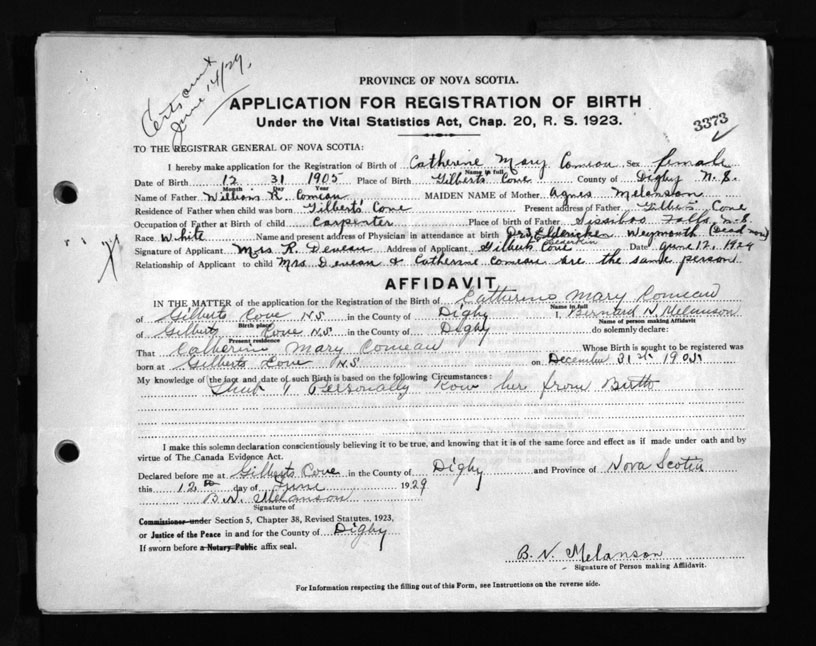 Cert sent
June 14/29.
PROVINCE OF NOVA SCOTIA.
APPLICATION FOR REGISTRATION OF BIRTH
Under the Vital Statistics Act, Chap. 20, R. S. 1923.
3373
TO THE REGISTRAR GENERAL OF NOVA SCOTIA:
I hereby make application for the Registration of Birth of Catherine Mary Comeau Sex female
Name in full
Date of Birth 12 31 1905 Place of Birth Gilberts Cove County of Digby N.S.
Month Day Year
Name of Father William R. Comeau MAIDEN NAME of Mother Agnes Melanson
Residence of Father when child was born Gilberts' Cove Present address of Father Gilberts Cove
Occupation of Father at Birth of child Carpenter Place of birth of Father Sissiboo Falls, N.S.
Race White Name and present address of Physician in attendance at birth Dr. Weymouth (Dead now)
Signature of Applicant Mrs R. Deveau Address of Applicant Gilberts Cove Date June 12, 1929
Relationship of Applicant to child Mrs Deveau & Catherine Comeau are the same person
AFFIDAVIT
IN THE MATTER of the application for the Registration of the Birth of Catherine Mary Comeau
Name in full
of Gilberts Cove N.S in the County of Digby I, Bernard N. Melanson
Birth place Name of person making Affidavit
of Gilberts Cove N.S in the County of Digby do solemnly declare:
Present residence
That Catherine Mary Comeau Whose Birth is sought to be registered was
born at Gilberts Cove N.S on December 31st 1905
My knowledge of the fact and date of such Birth is based on the following Circumstances:
That I Personally Know her from Birth
I make this solemn declaration conscientiously believing it to be true, and knowing that it is of the same force and effect as if made under oath and by
virtue of The Canada Evidence Act.
Declared before me at Gilberts Cove in the County of Digby and Province of Nova Scotia
this 12th day of June 1929
B.N. Melanson
Signature of
Commissioner under Section 5, Chapter 38, Revised Statutes, 1923,
or Justice of the Peace in and for the County of Digby
If sworn before a Notary Public affix seal.
B. N. Melanson
Signature of Person making Affidavit.
For Information respecting the filling out of this Form, see Instructions on the reverse side.